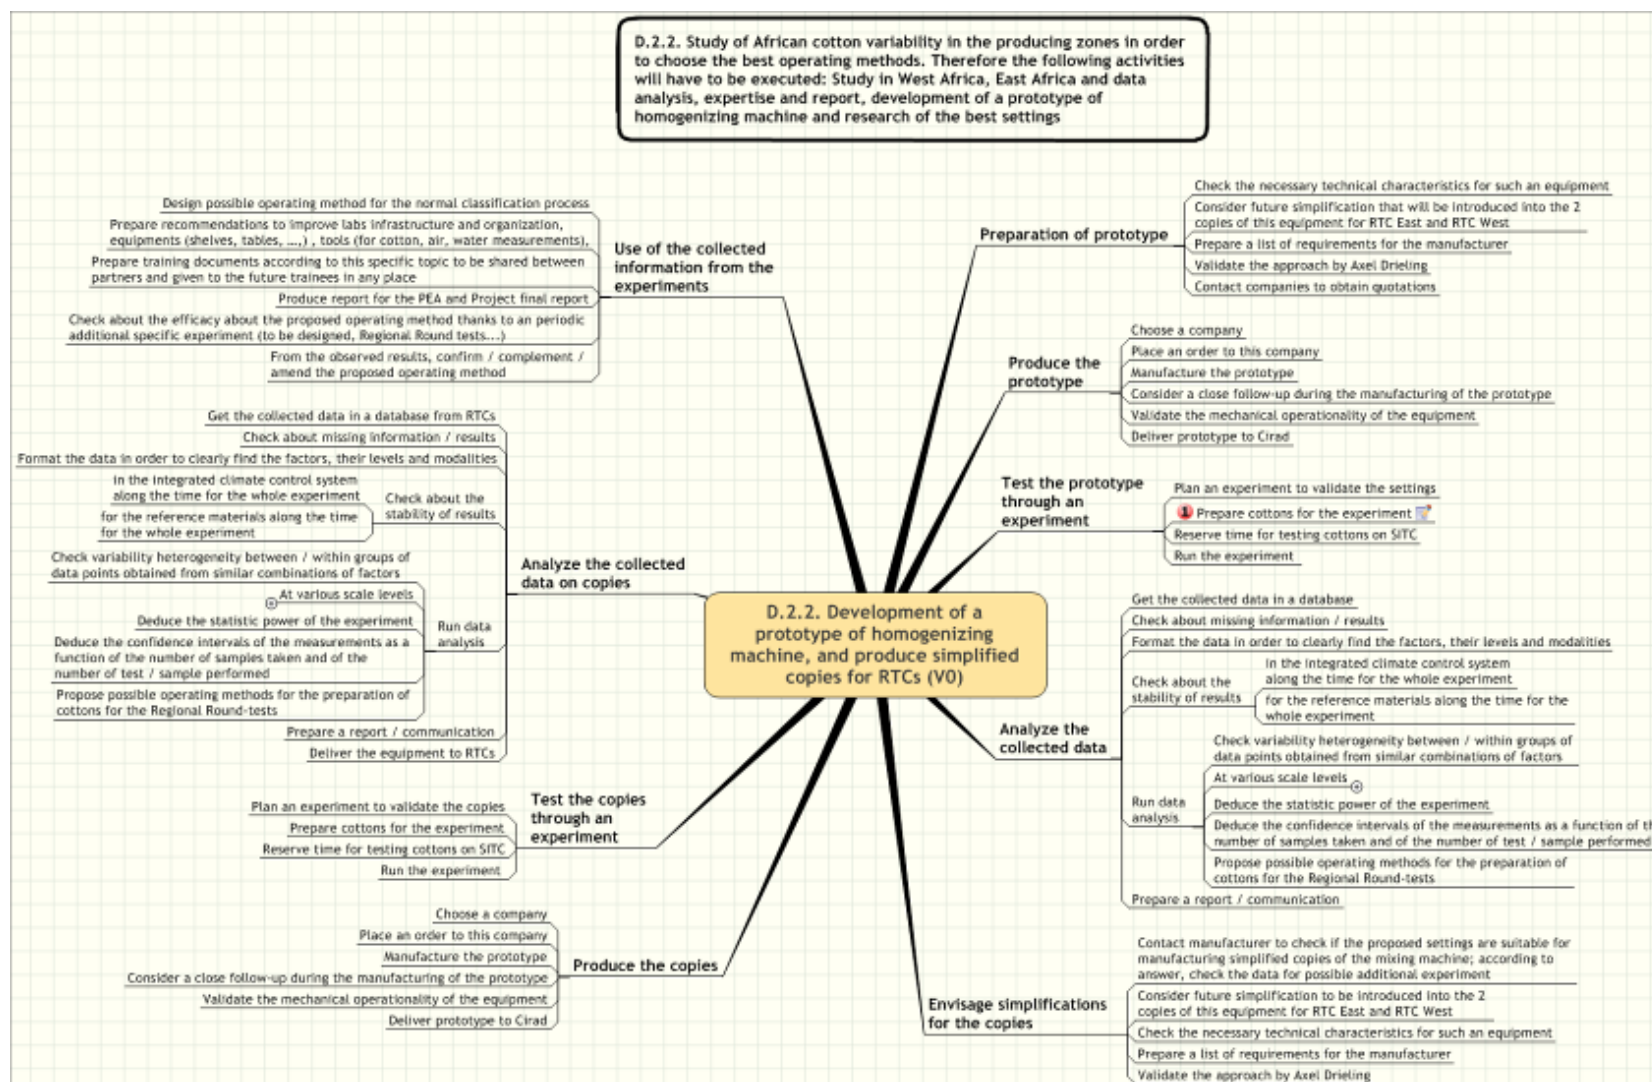 D.2.2. Study of African cotton variability in the producing zones in order
to choose the best operating methods. Therefore the following activities
will have to be executed: Study in West Africa, East Africa and data
analysis, expertise and report, development of a prototype of
homogenizing machine and research of the best settings
D.2.2. Development of a
prototype of homogenizing
machine, and produce simplified
copies for RTCs (V0)
Preparation of prototype
Check the necessary technical characteristics for such an equipment
Consider future simplification that will be introduced into the 2
copies of this equipment for RTC East and RTC West
Prepare a list of requirements for the manufacturer
Validate the approach by Axel Drieling
Contact companies to obtain quotations
Produce the
prototype
Choose a company
Place an order to this company
Manufacture the prototype
Consider a close follow-up during the manufacturing of the prototype
Validate the mechanical operationality of the equipment
Deliver prototype to Cirad
Test the prototype
through an
experiment
Plan an experiment to validate the settings
1 Prepare cottons for the experiment
Reserve time for testing cottons on SITC
Run the experiment
Analyze the
collected data
Get the collected data in a database
Check about missing information / results
Format the data in order to clearly find the factors, their levels and modalities
Check about the
stability of results
in the integrated climate control system
along the time for the whole experiment
for the reference materials along the time for the
whole experiment
Run data
analysis
Check variability heterogeneity between / within groups of
data points obtained from similar combinations of factors
At various scale levels
Deduce the statistic power of the experiment
Deduce the confidence intervals of the measurements as a function of th
number of samples taken and of the number of test / sample performed
Propose possible operating methods for the preparation of
cottons for the Regional Round-tests
Prepare a report / communication
Envisage simplifications
for the copies
Contact manufacturer to check if the proposed settings are suitable for
manufacturing simplified copies of the mixing machine; according to
answer, check the data for possible additional experiment
Consider future simplification to be introduced into the 2
copies of this equipment for RTC East and RTC West
Check the necessary technical characteristics for such an equipment
Prepare a list of requirements for the manufacturer
Validate the approach by Axel Drieling
Produce the copies
Choose a company
Place an order to this company
Manufacture the prototype
Consider a close follow-up during the manufacturing of the prototype
Validate the mechanical operationality of the equipment
Deliver prototype to Cirad
Test the copies
through an
experiment
Plan an experiment to validate the copies
Prepare cottons for the experiment
Reserve time for testing cottons on SITC
Run the experiment
Analyze the collected
data on copies
Get the collected data in a database from RTCs
Check about missing information / results
Format the data in order to clearly find the factors, their levels and modalities
Check about the
stability of results
in the integrated climate control system
along the time for the whole experiment
for the reference materials along the time
for the whole experiment
Run data
analysis
Check variability heterogeneity between / within groups of
data points obtained from similar combinations of factors
At various scale levels
Deduce the statistic power of the experiment
Deduce the confidence intervals of the measurements as a
function of the number of samples taken and of the
number of test / sample performed
Propose possible operating methods for the preparation of
cottons for the Regional Round-tests
Prepare a report / communication
Deliver the equipment to RTCs
Use of the collected
information from the
experiments
Design possible operating method for the normal classification process
Prepare recommendations to improve labs infrastructure and organization,
equipments (shelves, tables, ...,) , tools (for cotton, air, water measurements),
Prepare training documents according to this specific topic to be shared between
partners and given to the future trainees in any place
Produce report for the PEA and Project final report
Check about the efficacy about the proposed operating method thanks to an periodic
additional specific experiment (to be designed, Regional Round tests...)
From the observed results, confirm / complement /
amend the proposed operating method